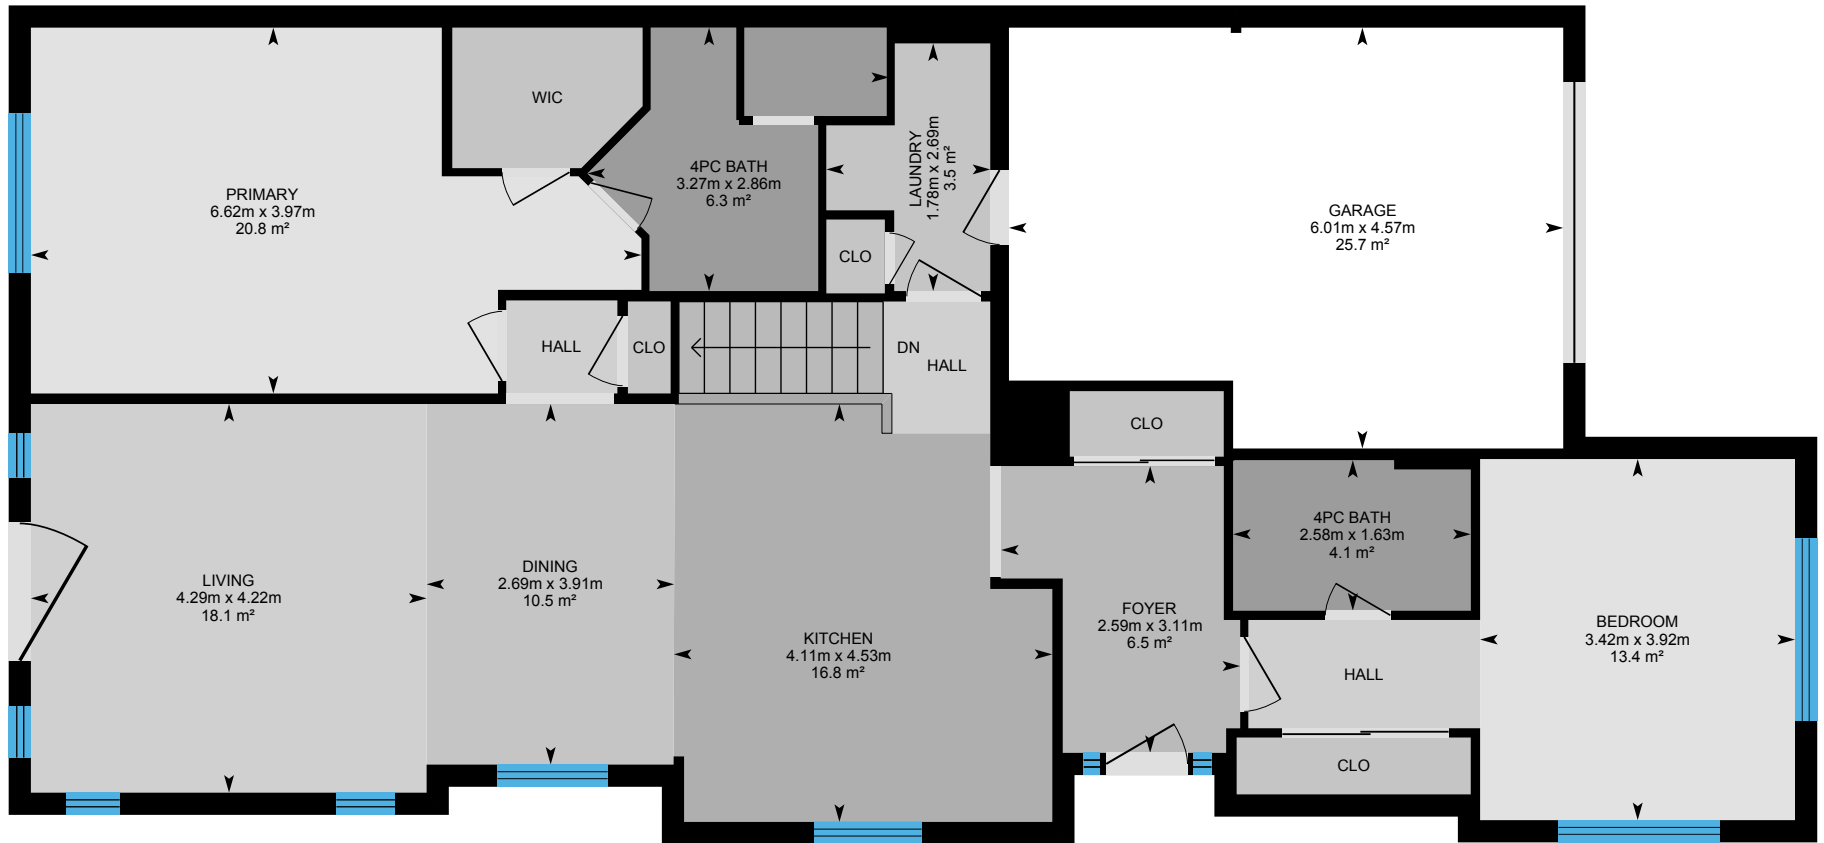 WIC
PRIMARY
6.62m x 3.97m
20.8 m²
4PC BATH
3.27m x 2.86m
6.3 m²
LAUNDRY
1.78m x 2.69m
3.5 m²
GARAGE
6.01m x 4.57m
25.7 m²
CLO
HALL
CLO
DN
HALL
CLO
LIVING
4.29m x 4.22m
18.1 m²
DINING
2.69m x 3.91m
10.5 m²
KITCHEN
4.11m x 4.53m
16.8 m²
FOYER
2.59m x 3.11m
6.5 m²
4PC BATH
2.58m x 1.63m
4.1 m²
HALL
CLO
BEDROOM
3.42m x 3.92m
13.4 m²